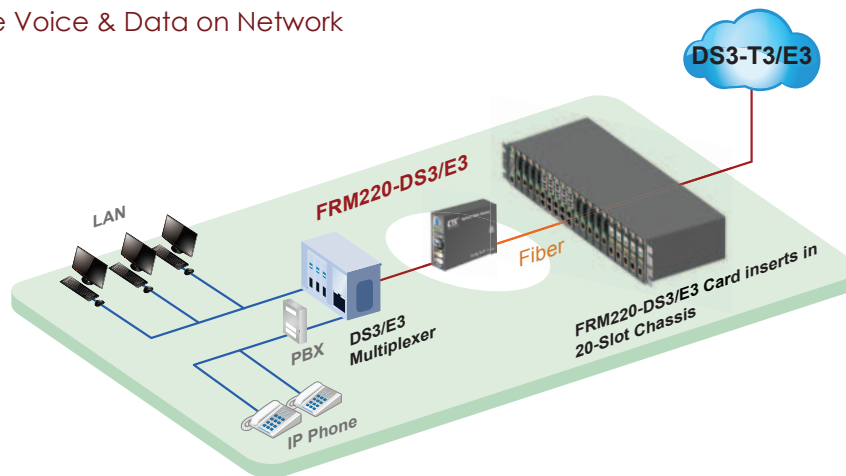 e Voice & Data on Network
DS3-T3/E3
FRM220-DS3/E3
LAN
Fiber
FRM220-DS3/E3 Card inserts in
20-Slot Chassis
DS3/E3
Multiplexer
PBX
IP Phone